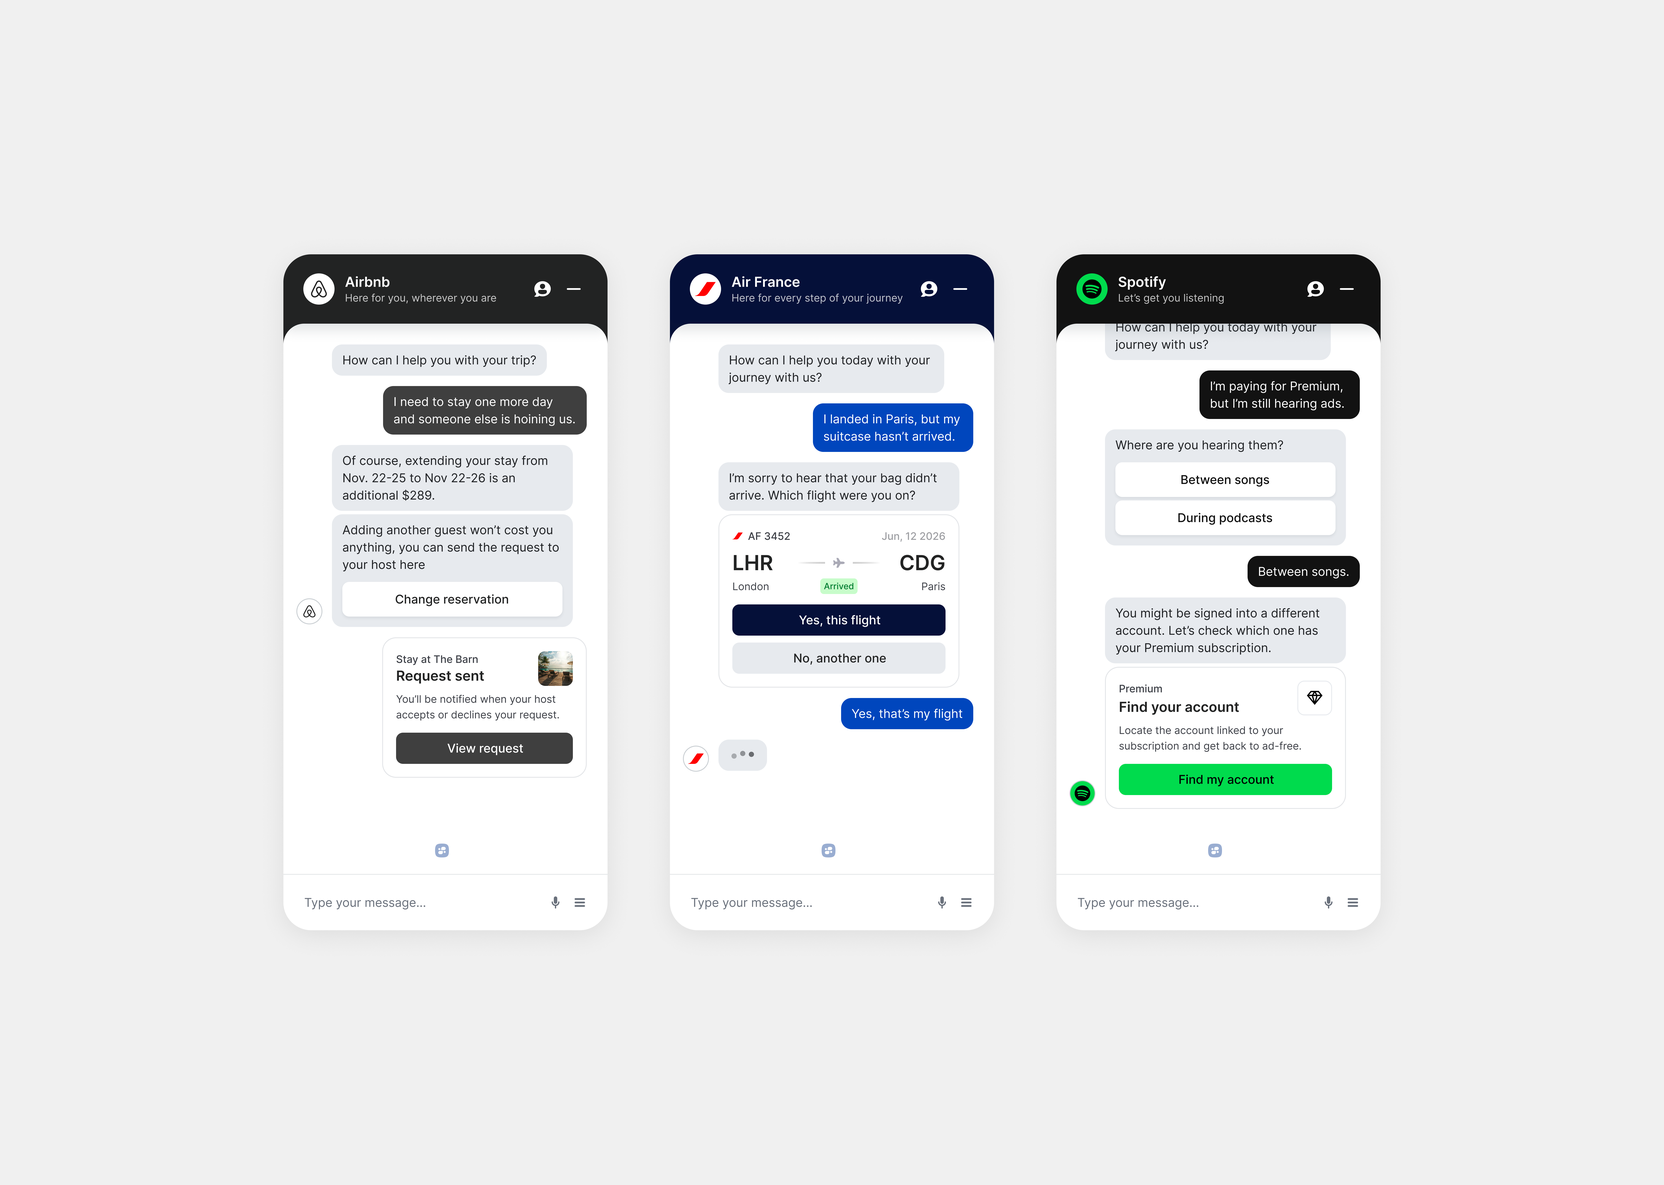 Airbnb
Here for you, wherever you are
How can I help you with your trip?
I need to stay one more day
and someone else is hoining us.
Of course, extending your stay from
Nov. 22-25 to Nov 22-26 is an
additional $289.
Adding another guest won't cost you
anything, you can send the request to
your host here
Change reservation
Stay at The Barn
Request sent
You'll be notified when your host
accepts or declines your request.
View request
Type your message...
Air France
Here for every step of your journey
How can I help you today with your
journey with us?
I landed in Paris, but my
suitcase hasn't arrived.
I'm sorry to hear that your bag didn't
arrive. Which flight were you on?
AF 3452
Jun, 12 2026
LHR
CDG
London
Arrived
Paris
Yes, this flight
No, another one
Yes, that's my flight
Type your message...
Spotify
Let's get you listening
How can I help you today with your
journey with us?
I'm paying for Premium,
but I'm still hearing ads.
Where are you hearing them?
Between songs
During podcasts
Between songs.
You might be signed into a different
account. Let's check which one has
your Premium subscription.
Premium
Find your account
Locate the account linked to your
subscription and get back to ad-free.
Find my account
Type your message...